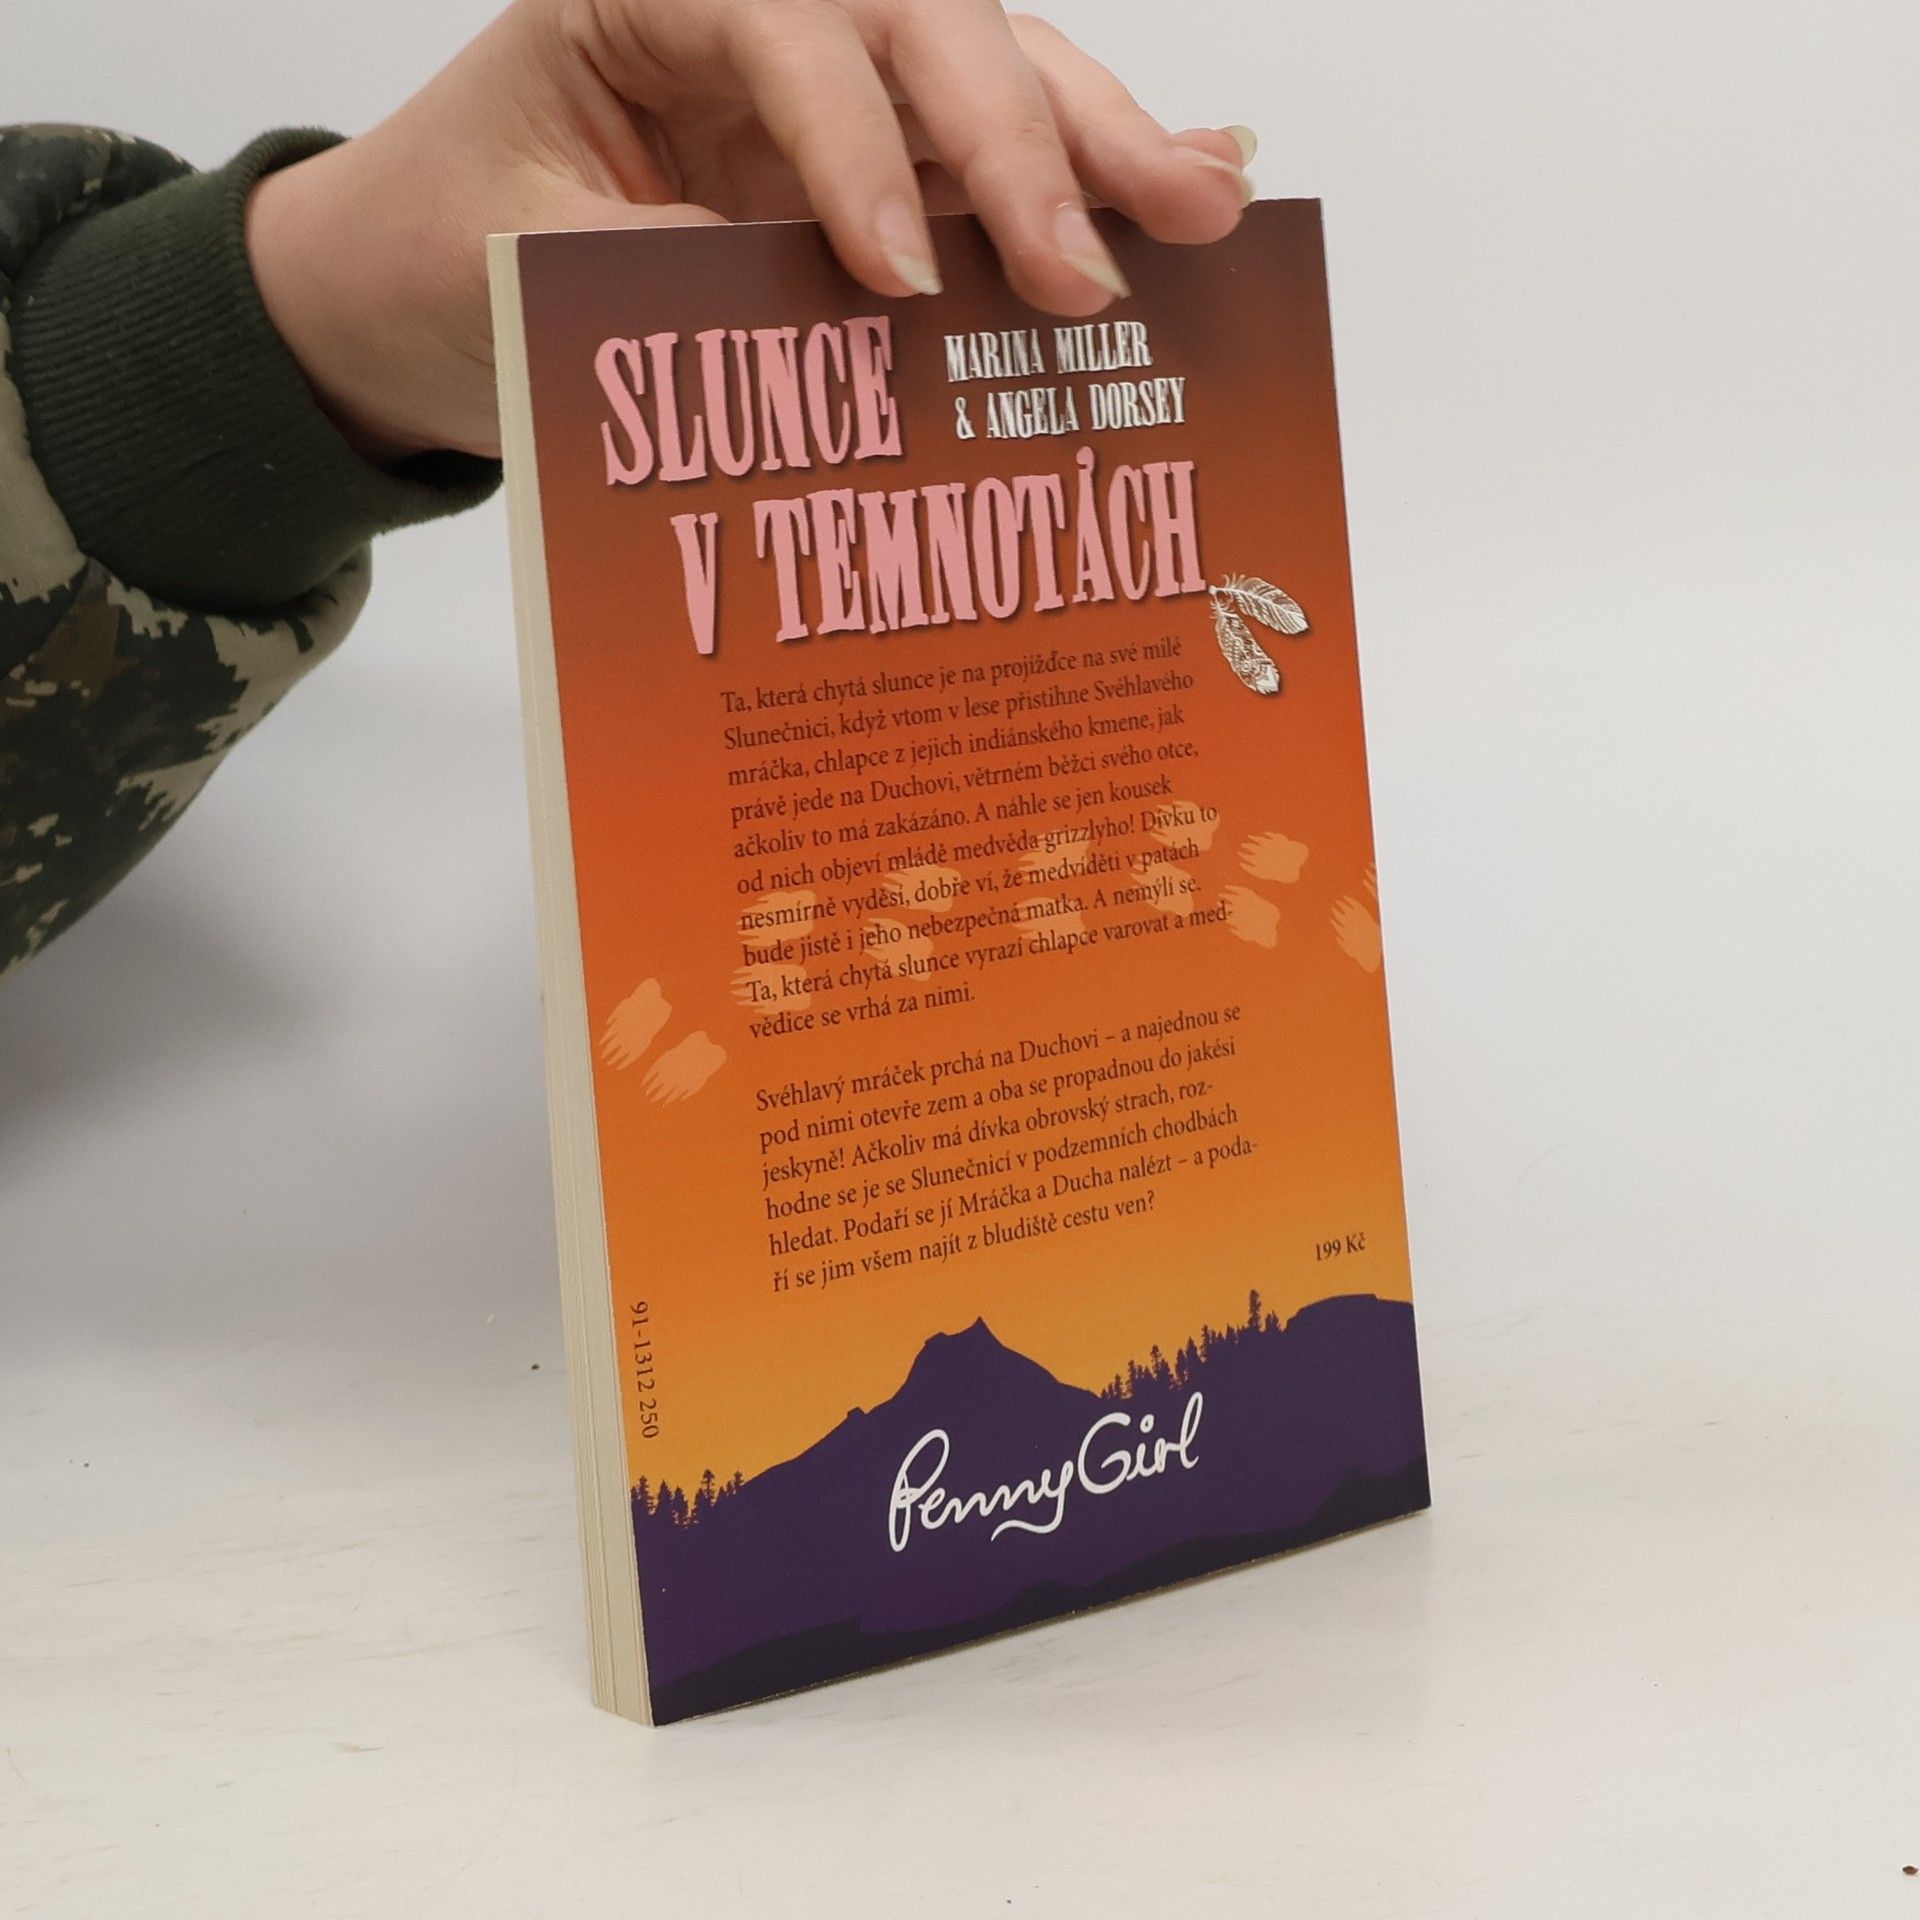 SLUNCE
MARINA MILLER
& ANGELA DORSEY
V TEMNOTÁCH
Ta, která chytá slunce je na projížďce na své milé
Slunečnici, když vtom v lese přistihne Svéhlavého
mráčka, chlapce z jejich indiánského kmene, jak
právě jede na Duchovi, větrném běžci svého otce,
ačkoliv to má zakázáno. A náhle se jen kousek
od nich objeví mládě medvěda grizzlyho! Dívku to
nesmírně vyděsí, dobře ví, že medvíděti v patách
bude jistě i jeho nebezpečná matka. A nemýlí se.
Ta, která chytá slunce vyrazí chlapce varovat a med-
vědice se vrhá za nimi.
Svéhlavý mráček prchá na Duchovi – a najednou se
pod nimi otevře zem a oba se propadnou do jakési
jeskyně! Ačkoliv má dívka obrovský strach, roz-
hodne se je se Slunečnicí v podzemních chodbách
hledat. Podaří se jí Mráčka a Ducha nalézt – a poda-
ří se jim všem najít z bludiště cestu ven?
199 Kč
91-1312 250
PennyGirl